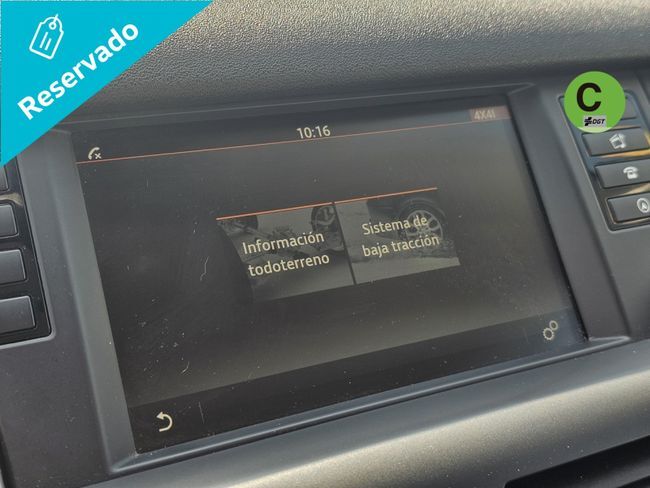 Reservado
10:16
4X4I
C
DGT
Información
todoterreno
Sistema de
baja tracción